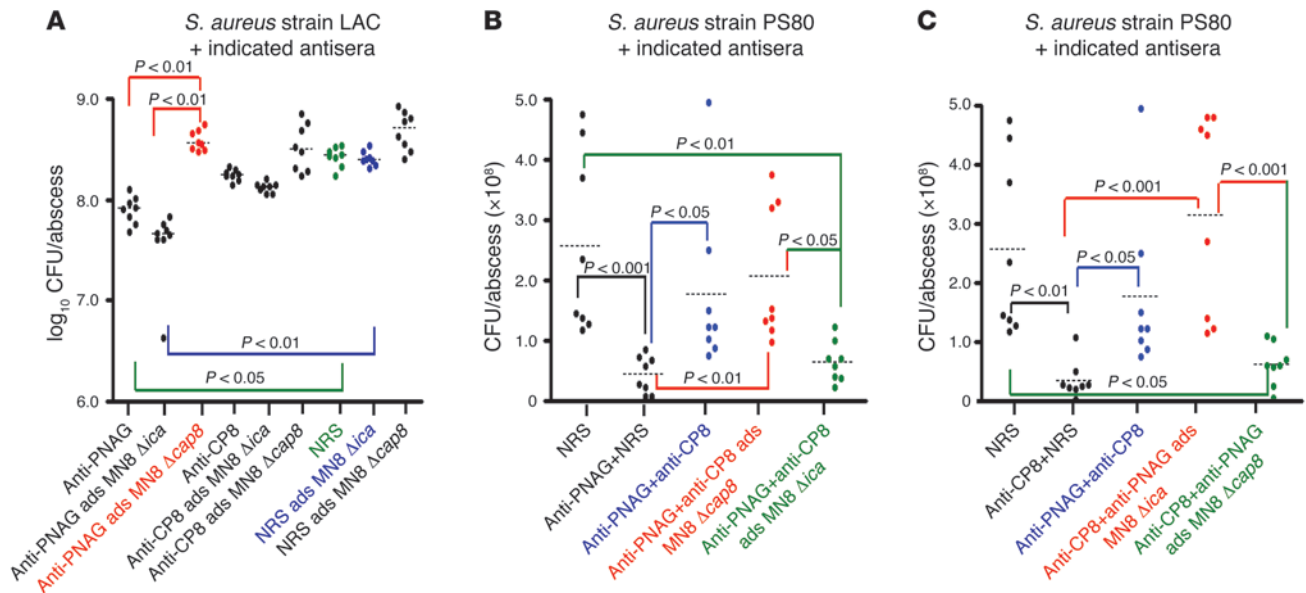 A
S. aureus strain LAC
+ indicated antisera
P < 0.01
P < 0.01
9.0
8.0
7.0
6.0
log10 CFU/abscess
P < 0.01
P < 0.05
Anti-PNAG
Anti-PNAG ads MN8 Δica
Anti-PNAG ads MN8 Δcap8
Anti-CP8
Anti-CP8 ads MN8 Δica
Anti-CP8 ads MN8 Δcap8
NRS
NRS ads MN8 Δica
NRS ads MN8 Δcap8
B
S. aureus strain PS80
+ indicated antisera
5.0
4.0
3.0
2.0
1.0
0
CFU/abscess (×10⁸)
P < 0.01
P < 0.05
P < 0.05
P < 0.001
P < 0.01
NRS
Anti-PNAG+NRS
Anti-PNAG+anti-CP8
Anti-PNAG+anti-CP8 ads
MN8 Δcap8
Anti-PNAG+anti-CP8
ads MN8 Δica
C
S. aureus strain PS80
+ indicated antisera
5.0
4.0
3.0
2.0
1.0
0
CFU/abscess (×10⁸)
P < 0.001
P < 0.001
P < 0.05
P < 0.01
P < 0.05
NRS
Anti-CP8+NRS
Anti-PNAG+anti-CP8
Anti-CP8+anti-PNAG ads
MN8 Δica
Anti-CP8+anti-PNAG
ads MN8 Δcap8